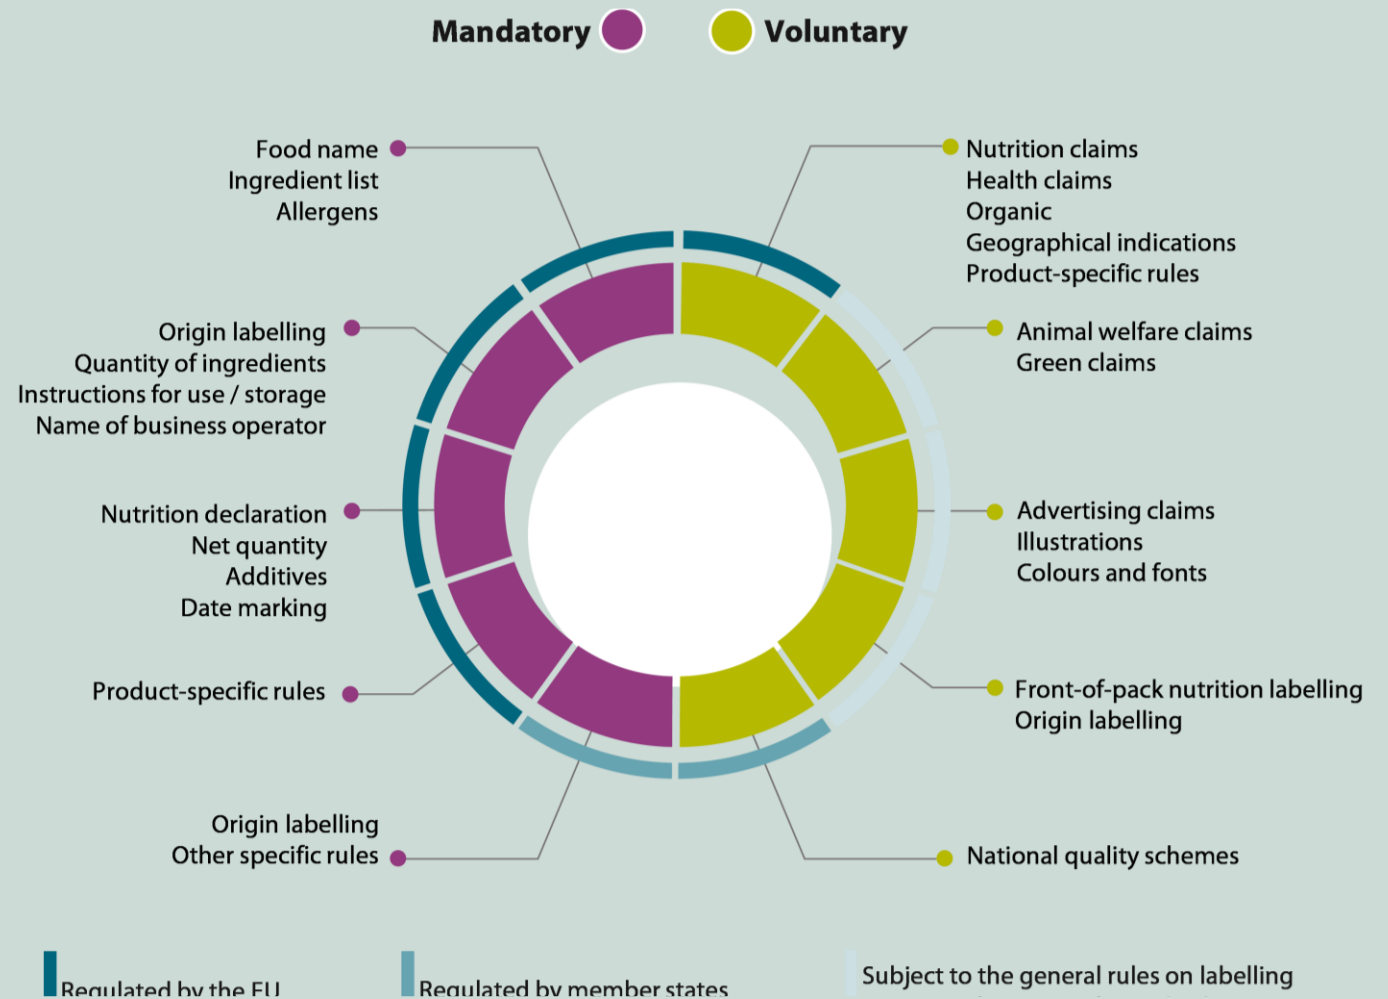 Mandatory
Voluntary
Food name
Ingredient list
Allergens
Nutrition claims
Health claims
Organic
Geographical indications
Product-specific rules
Origin labelling
Quantity of ingredients
Instructions for use / storage
Name of business operator
Animal welfare claims
Green claims
Nutrition declaration
Net quantity
Additives
Date marking
Advertising claims
Illustrations
Colours and fonts
Product-specific rules
Front-of-pack nutrition labelling
Origin labelling
Origin labelling
Other specific rules
National quality schemes
Regulated by the EU
Regulated by member states
Subject to the general rules on labelling